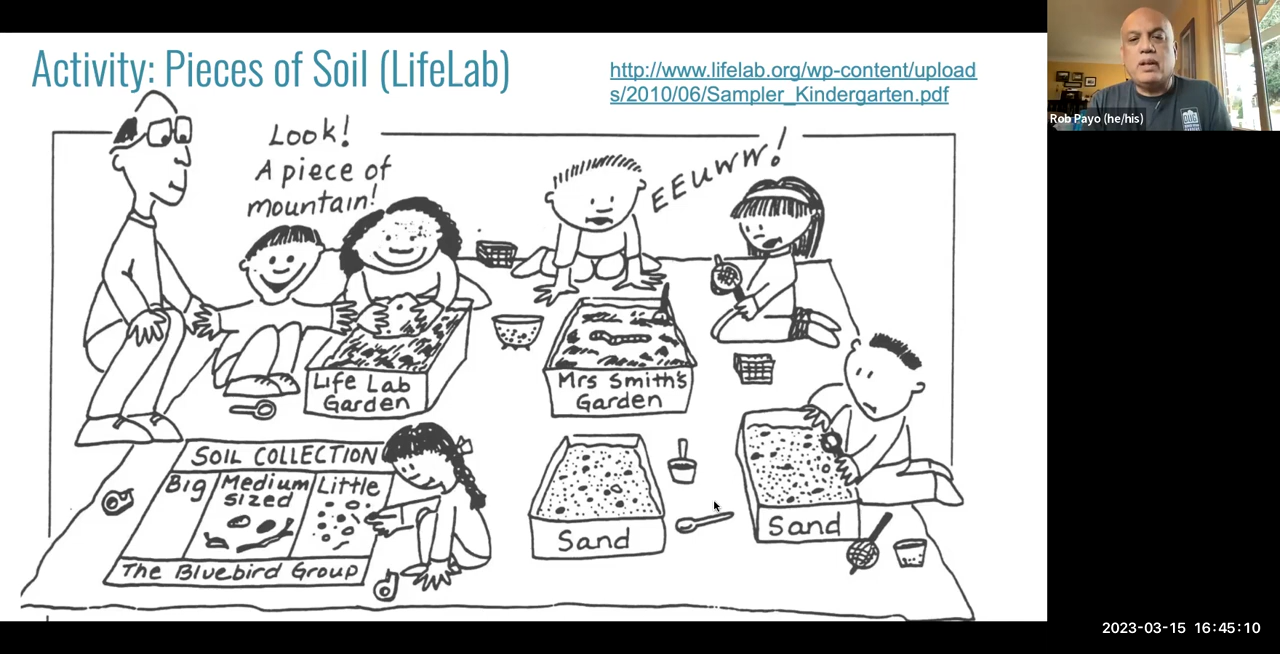 Activity: Pieces of Soil (LifeLab)
http://www.lifelab.org/wp-content/upload
s/2010/06/Sampler_Kindergarten.pdf
Rob Payo (he/his)
Look!
A piece of
mountain!
EEUWW!
Life Lab
Garden
Mrs Smith's
Garden
SOIL COLLECTION
Big
Medium
sized
Little
The Bluebird Group
Sand
Sand
2023-03-15 16:45:10